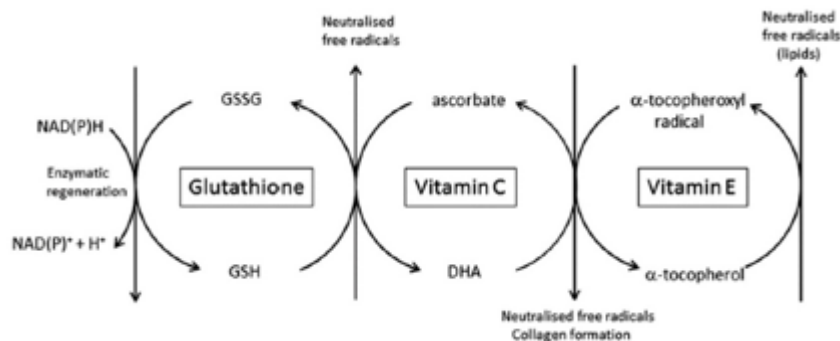 Neutralised
free radicals
Neutralised
free radicals
(lipids)
GSSG
ascorbate
α-tocopheroxyl
radical
NAD(P)H
Enzymatic
regeneration
Glutathione
Vitamin C
Vitamin E
NAD(P)⁺ + H⁺
GSH
DHA
α-tocopherol
Neutralised free radicals
Collagen formation